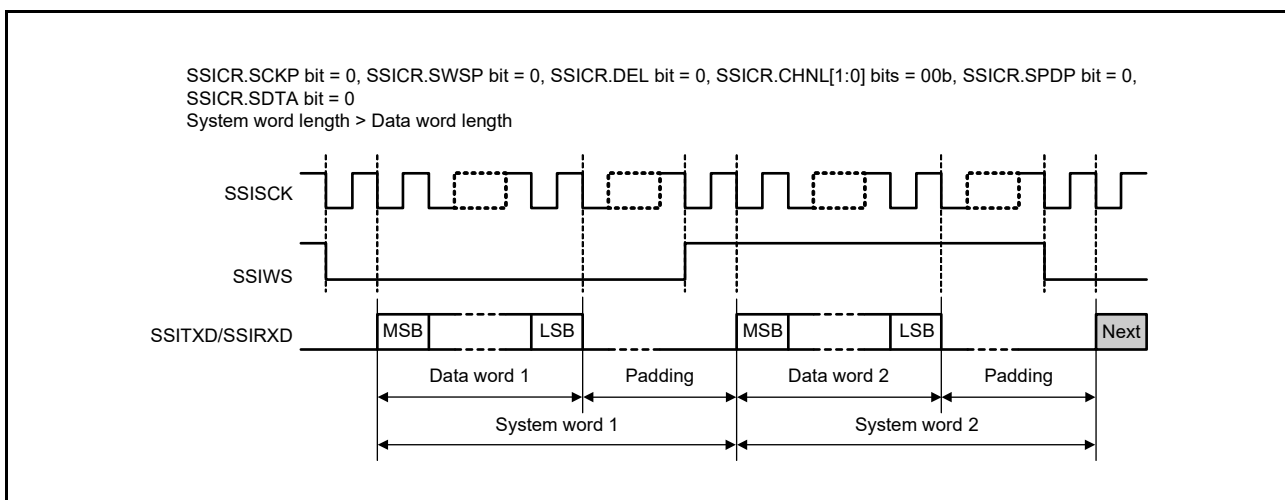 SSICR.SCKP bit = 0, SSICR.SWSP bit = 0, SSICR.DEL bit = 0, SSICR.CHNL[1:0] bits = 00b, SSICR.SPDP bit = 0,
SSICR.SDTA bit = 0
System word length > Data word length
SSISCK
SSIWS
SSITXD/SSIRXD
MSB
LSB
MSB
LSB
Next
Data word 1
Padding
Data word 2
Padding
System word 1
System word 2